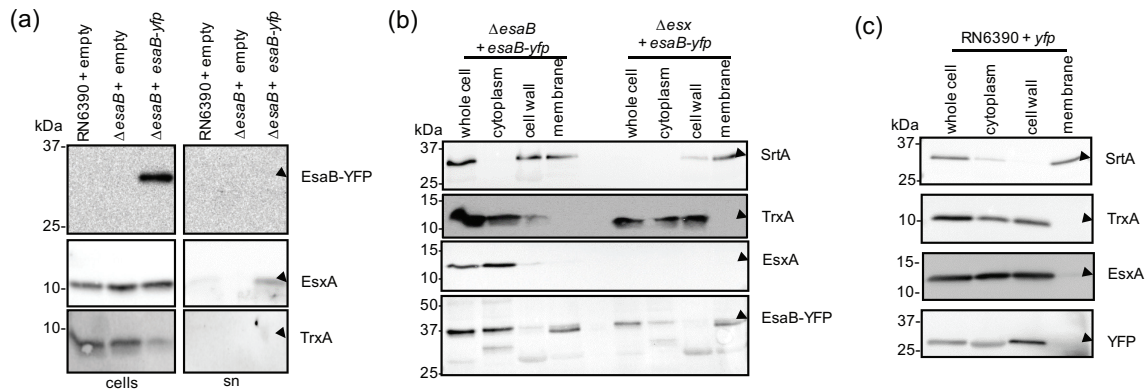 (a)
RN6390 + empty
ΔesaB + empty
ΔesaB + esaB-yfp
RN6390 + empty
ΔesaB + empty
ΔesaB + esaB-yfp
kDa
37-
EsaB-YFP
25-
10-
EsxA
10-
TrxA
cells
sn
(b)
ΔesaB
+ esaB-yfp
Δesx
+ esaB-yfp
whole cell
cytoplasm
cell wall
membrane
whole cell
cytoplasm
cell wall
membrane
kDa
37-
SrtA
25-
15-
TrxA
10-
15-
EsxA
10-
50-
EsaB-YFP
37-
25-
(c)
RN6390 + yfp
whole cell
cytoplasm
cell wall
membrane
kDa
37-
SrtA
25-
TrxA
10-
15-
EsxA
10-
37-
YFP
25-